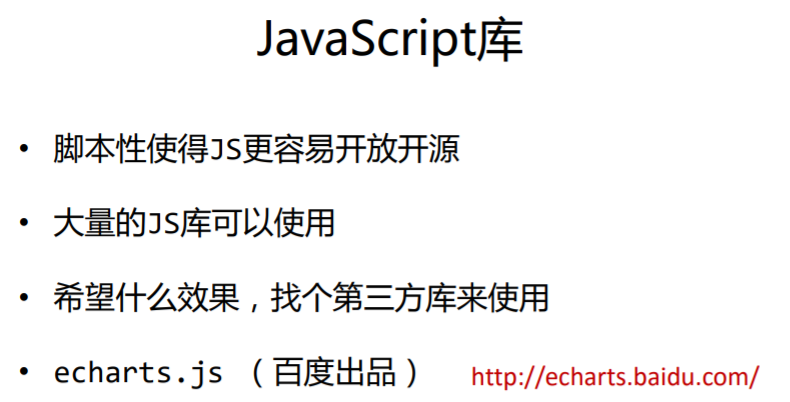 JavaScript库
• 脚本性使得JS更容易开放开源
• 大量的JS库可以使用
• 希望什么效果，找个第三方库来使用
• echarts.js （百度出品） http://echarts.baidu.com/